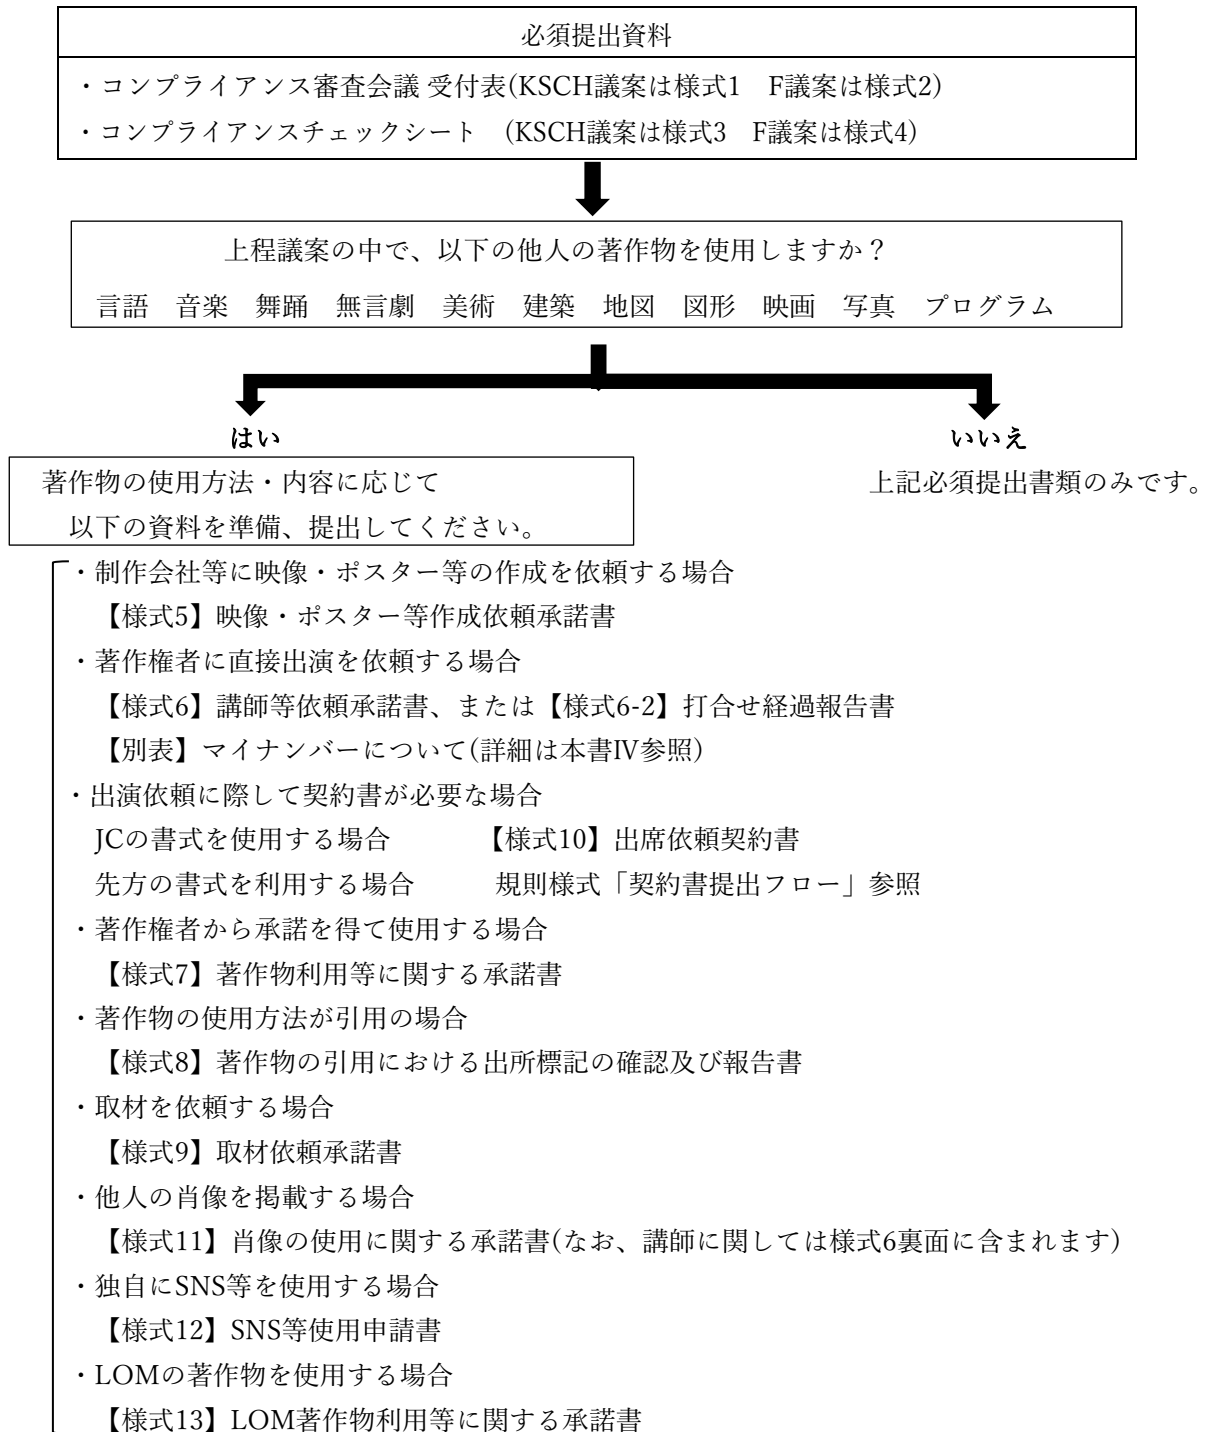 必須提出資料
・コンプライアンス審査会議 受付表(KSCH議案は様式1　F議案は様式2)
・コンプライアンスチェックシート　(KSCH議案は様式3　F議案は様式4)
上程議案の中で、以下の他人の著作物を使用しますか？
言語　音楽　舞踊　無言劇　美術　建築　地図　図形　映画　写真　プログラム
はい
いいえ
著作物の使用方法・内容に応じて
以下の資料を準備、提出してください。
上記必須提出書類のみです。
・制作会社等に映像・ポスター等の作成を依頼する場合
【様式5】映像・ポスター等作成依頼承諾書
・著作権者に直接出演を依頼する場合
【様式6】講師等依頼承諾書、または【様式6-2】打合せ経過報告書
【別表】マイナンバーについて(詳細は本書Ⅳ参照)
・出演依頼に際して契約書が必要な場合
JCの書式を使用する場合　　　【様式10】出席依頼契約書
先方の書式を利用する場合　　　規則様式「契約書提出フロー」参照
・著作権者から承諾を得て使用する場合
【様式7】著作物利用等に関する承諾書
・著作物の使用方法が引用の場合
【様式8】著作物の引用における出所標記の確認及び報告書
・取材を依頼する場合
【様式9】取材依頼承諾書
・他人の肖像を掲載する場合
【様式11】肖像の使用に関する承諾書(なお、講師に関しては様式6裏面に含まれます)
・独自にSNS等を使用する場合
【様式12】SNS等使用申請書
・LOMの著作物を使用する場合
【様式13】LOM著作物利用等に関する承諾書